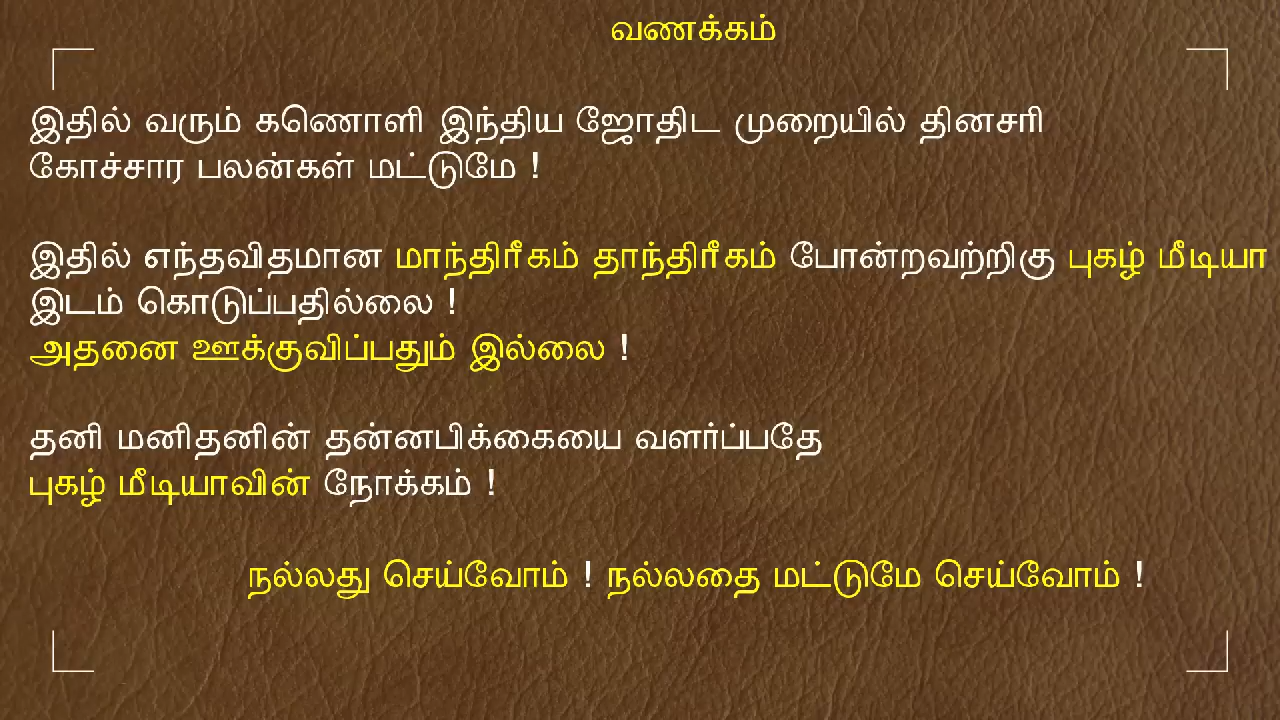 வணக்கம்
இதில் வரும் கணொளி இந்திய ஜோதிட முறையில் தினசரி
கோச்சார பலன்கள் மட்டுமே !
இதில் எந்தவிதமான மாந்திரீகம் தாந்திரீகம் போன்றவற்றிகு புகழ் மீடியா
இடம் கொடுப்பதில்லை !
அதனை ஊக்குவிப்பதும் இல்லை !
தனி மனிதனின் தன்னபிக்கையை வளர்ப்பதே
புகழ் மீடியாவின் நோக்கம் !
நல்லது செய்வோம் ! நல்லதை மட்டுமே செய்வோம் !